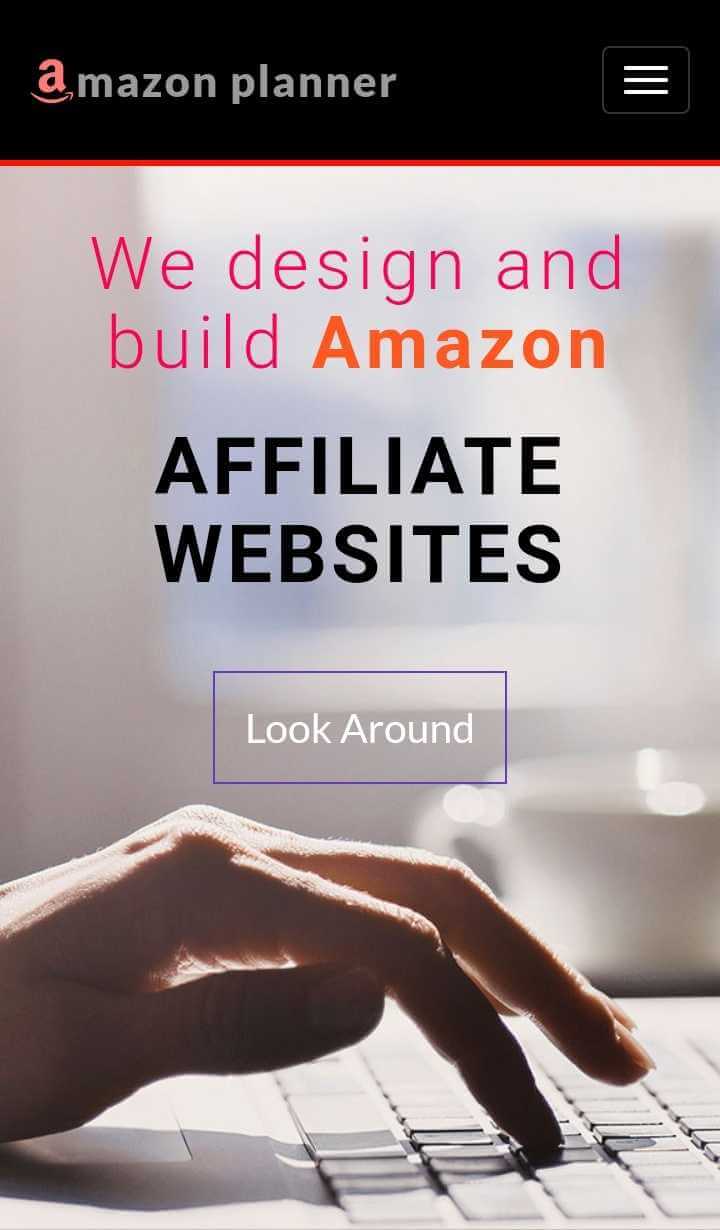 amazon planner
We design and
build Amazon
AFFILIATE
WEBSITES
Look Around